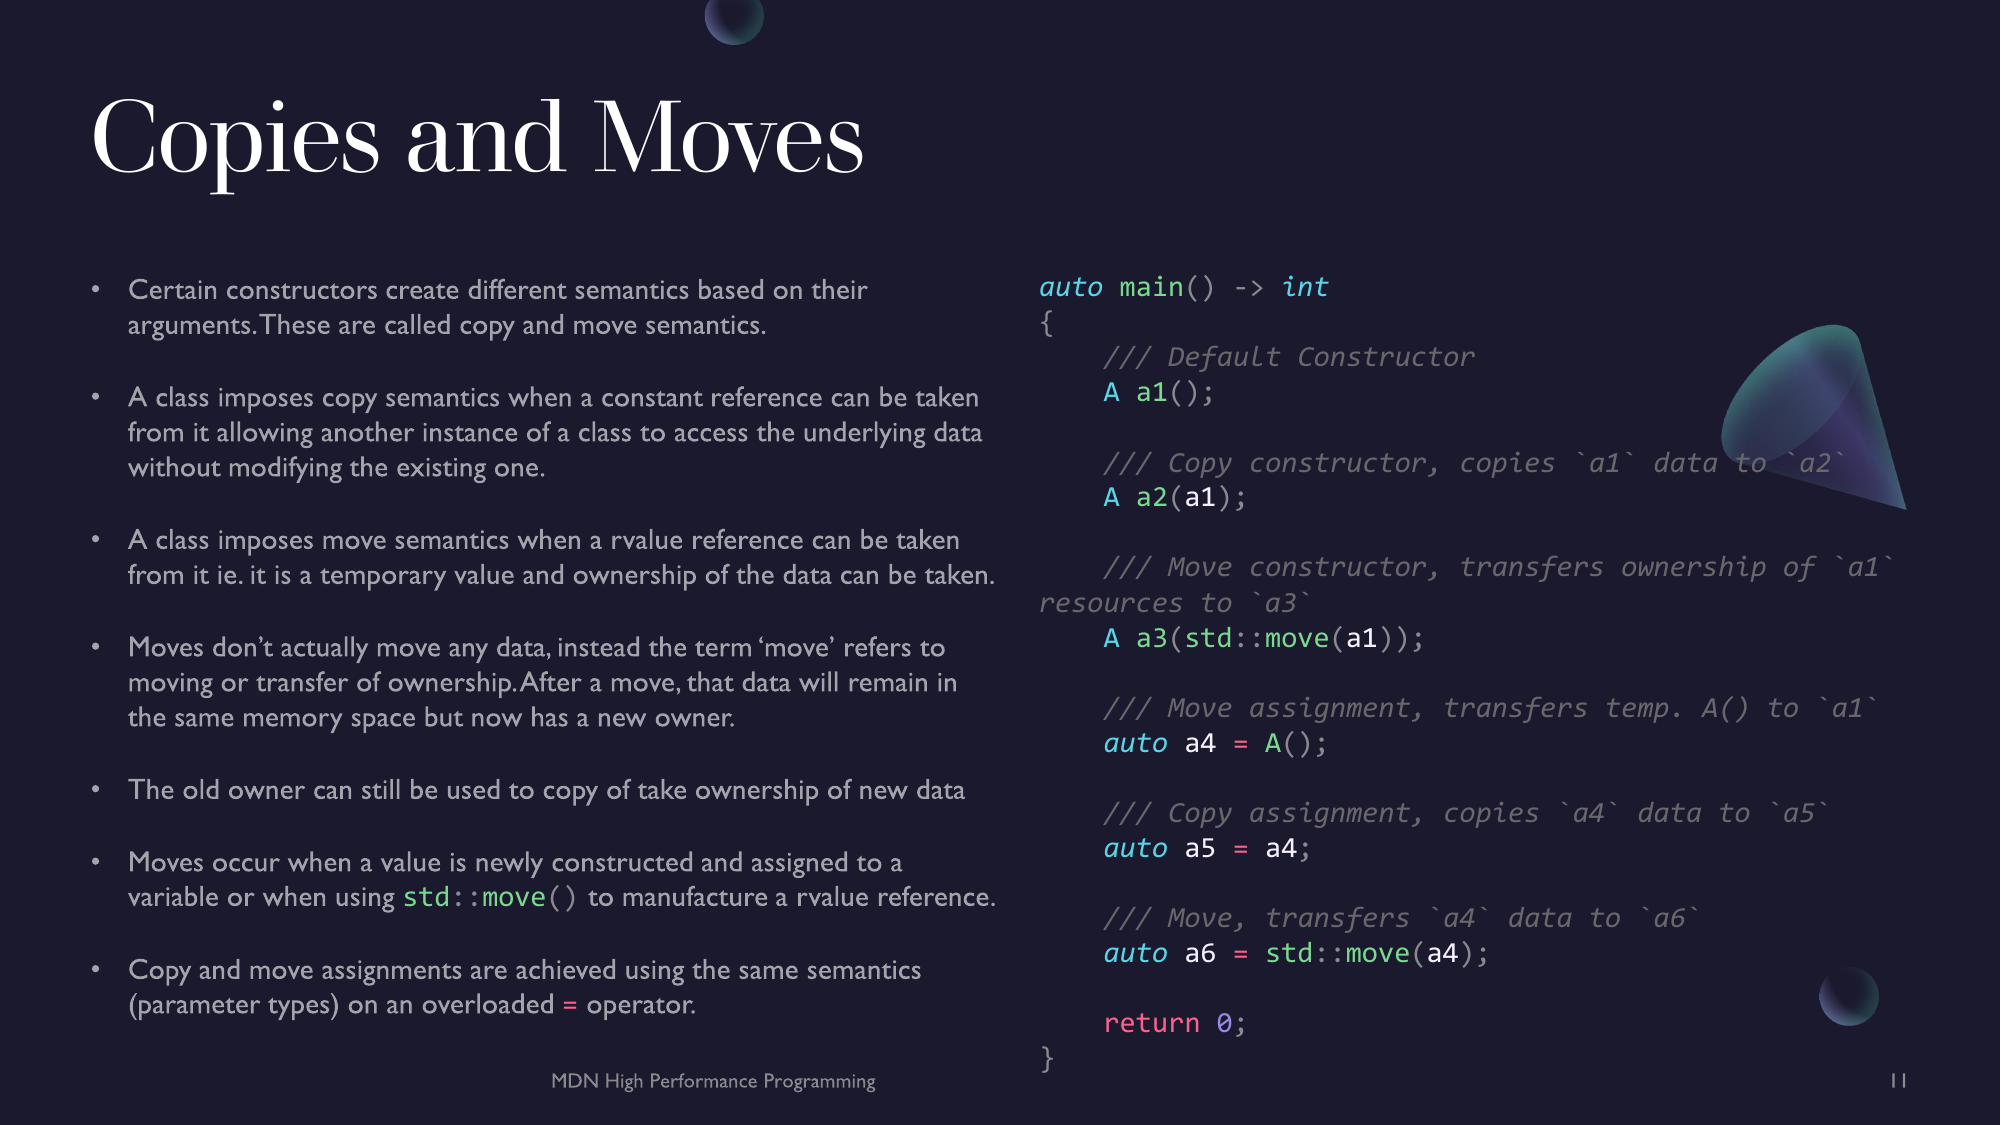 Copies and Moves
• Certain constructors create different semantics based on their
arguments. These are called copy and move semantics.
• A class imposes copy semantics when a constant reference can be taken
from it allowing another instance of a class to access the underlying data
without modifying the existing one.
• A class imposes move semantics when a rvalue reference can be taken
from it ie. it is a temporary value and ownership of the data can be taken.
• Moves don’t actually move any data, instead the term ‘move’ refers to
moving or transfer of ownership. After a move, that data will remain in
the same memory space but now has a new owner.
• The old owner can still be used to copy of take ownership of new data
• Moves occur when a value is newly constructed and assigned to a
variable or when using std::move() to manufacture a rvalue reference.
• Copy and move assignments are achieved using the same semantics
(parameter types) on an overloaded = operator.
auto main() -> int
{
    /// Default Constructor
    A a1();
    /// Copy constructor, copies `a1` data to `a2`
    A a2(a1);
    /// Move constructor, transfers ownership of `a1`
resources to `a3`
    A a3(std::move(a1));
    /// Move assignment, transfers temp. A() to `a1`
    auto a4 = A();
    /// Copy assignment, copies `a4` data to `a5`
    auto a5 = a4;
    /// Move, transfers `a4` data to `a6`
    auto a6 = std::move(a4);
    return 0;
}
MDN High Performance Programming
11